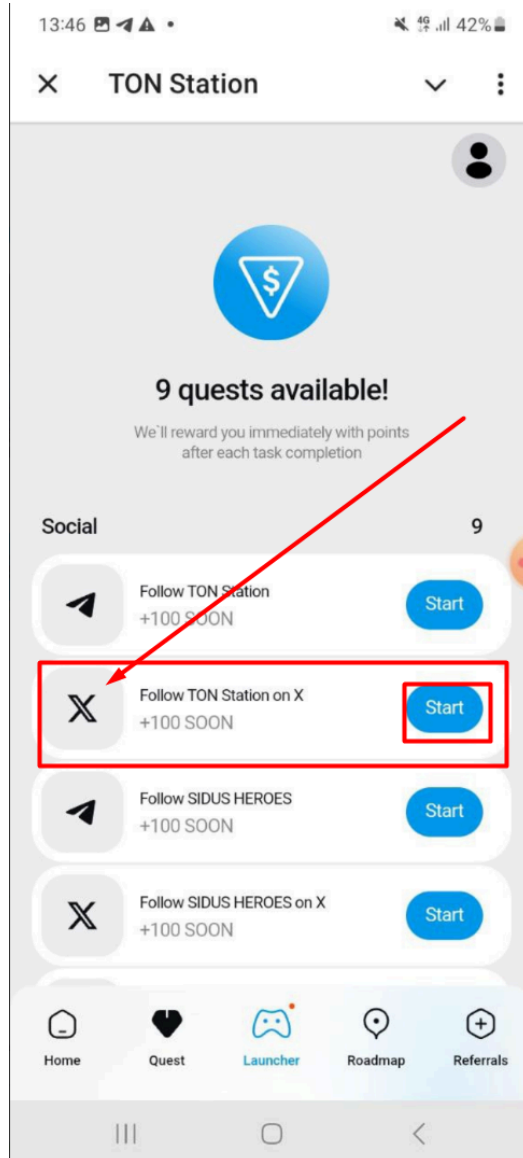 13:46
4G
42%
TON Station
$
9 quests available!
We`ll reward you immediately with points
after each task completion
Social 9
Follow TON Station
+100 SOON
Start
Follow TON Station on X
+100 SOON
Start
Follow SIDUS HEROES
+100 SOON
Start
Follow SIDUS HEROES on X
+100 SOON
Start
Home Quest Launcher Roadmap Referrals